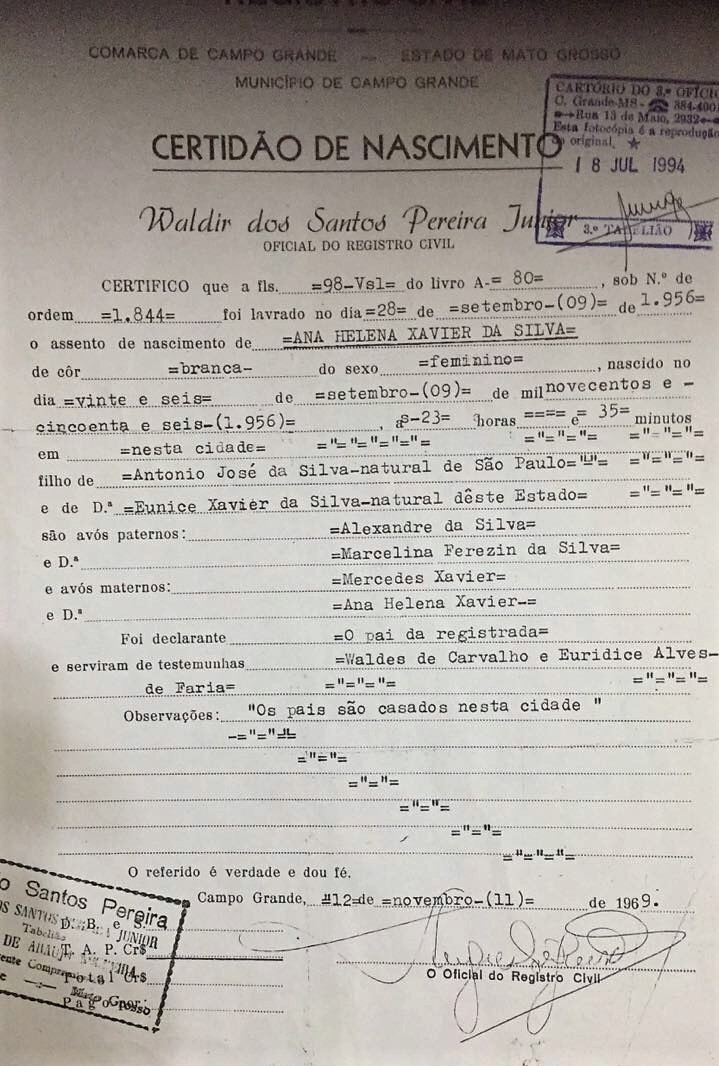 COMARCA DE CAMPO GRANDE — ESTADO DE MATO GROSSO
MUNICÍPIO DE CAMPO GRANDE
CARTÓRIO DO 3.º OFÍCIO
C. Grande-MS - ☎ 384-400
Rua 13 de Maio, 2932
Esta fotocópia é a reprodução
original. ★
18 JUL 1994
3.º TABELIÃO
CERTIDÃO DE NASCIMENTO
Waldir dos Santos Pereira Junior
OFICIAL DO REGISTRO CIVIL
CERTIFICO que a fls. =98-Vsl= do livro A-= 80= , sob N.º de
ordem =1.844= foi lavrado no dia =28= de =setembro-(09)= de 1.956=
o assento de nascimento de =ANA HELENA XAVIER DA SILVA=
de côr =branca- do sexo =feminino= , nascido no
dia =vinte e seis= de =setembro-(09)= de mil novecentos e -
cincoenta e seis-(1.956)= , as-23= horas ==== e = 35= minutos
em =nesta cidade= ="="="="="= ="="="= ="="="=
filho de =Antonio José da Silva-natural de São Paulo="= ="="="=
e de D.ª =Eunice Xavier da Silva-natural dêste Estado= ="="="=
são avós paternos: =Alexandre da Silva=
e D.ª =Marcelina Ferezin da Silva=
e avós maternos: =Mercedes Xavier=
e D.ª =Ana Helena Xavier-=
Foi declarante =O pai da registrada=
e serviram de testemunhas =Waldes de Carvalho e Euridice Alves-
de Faria= ="="="= ="="="=
Observações: "Os pais são casados nesta cidade "
-="="=
="="=
="="=
="="=
="="=
="="="=
O referido é verdade e dou fé.
Campo Grande, =12=de =novembro-(11)= de 1969.
Santos Pereira
JUNIOR
Tabelião
D. B. e
T. A. P. Cr$
Total Cr$
Pago por:
O Oficial do Registro Civil